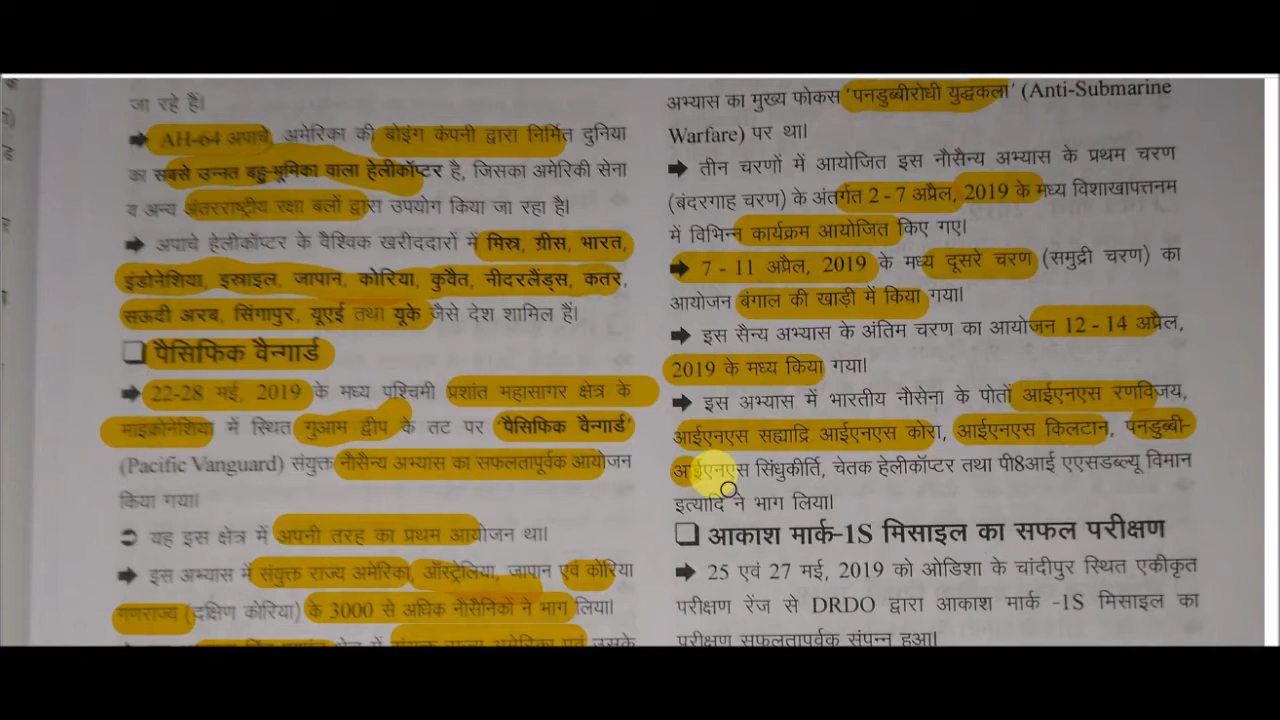 जा रहे हैं।
➡ AH-64 अपाचे, अमेरिका की बोइंग कंपनी द्वारा निर्मित दुनिया
का सबसे उन्नत बहु-भूमिका वाला हेलीकॉप्टर है, जिसका अमेरिकी सेना
व अन्य अंतरराष्ट्रीय रक्षा बलों द्वारा उपयोग किया जा रहा है।
➡ अपाचे हेलीकॉप्टर के वैश्विक खरीददारों में मिस्र, ग्रीस, भारत,
इंडोनेशिया, इस्राइल, जापान, कोरिया, कुवैत, नीदरलैंड्स, कतर,
सऊदी अरब, सिंगापुर, यूएई तथा यूके जैसे देश शामिल हैं।
❑ पैसिफिक वैन्गार्ड
➡ 22-28 मई, 2019 के मध्य पश्चिमी प्रशांत महासागर क्षेत्र के
माइक्रोनेशिया में स्थित गुआम द्वीप के तट पर 'पैसिफिक वैन्गार्ड'
(Pacific Vanguard) संयुक्त नौसैन्य अभ्यास का सफलतापूर्वक आयोजन
किया गया।
➲ यह इस क्षेत्र में अपनी तरह का प्रथम आयोजन था।
➡ इस अभ्यास में संयुक्त राज्य अमेरिका, ऑस्ट्रेलिया, जापान एवं कोरिया
गणराज्य (दक्षिण कोरिया) के 3000 से अधिक नौसैनिकों ने भाग लिया।
क्षेत्र में संयुक्त राज्य अमेरिका एवं उसके
अभ्यास का मुख्य फोकस 'पनडुब्बीरोधी युद्धकला' (Anti-Submarine
Warfare) पर था।
➡ तीन चरणों में आयोजित इस नौसैन्य अभ्यास के प्रथम चरण
(बंदरगाह चरण) के अंतर्गत 2 - 7 अप्रैल, 2019 के मध्य विशाखापत्तनम
में विभिन्न कार्यक्रम आयोजित किए गए।
➡ 7 - 11 अप्रैल, 2019 के मध्य दूसरे चरण (समुद्री चरण) का
आयोजन बंगाल की खाड़ी में किया गया।
➡ इस सैन्य अभ्यास के अंतिम चरण का आयोजन 12 - 14 अप्रैल,
2019 के मध्य किया गया।
➡ इस अभ्यास में भारतीय नौसेना के पोतों आईएनएस रणविजय,
आईएनएस सह्याद्रि आईएनएस कोरा, आईएनएस किलटान, पनडुब्बी-
आईएनएस सिंधुकीर्ति, चेतक हेलीकॉप्टर तथा पी8आई एएसडब्ल्यू विमान
इत्यादि ने भाग लिया।
❑ आकाश मार्क-1S मिसाइल का सफल परीक्षण
➡ 25 एवं 27 मई, 2019 को ओडिशा के चांदीपुर स्थित एकीकृत
परीक्षण रेंज से DRDO द्वारा आकाश मार्क -1S मिसाइल का
परीक्षण सफलतापूर्वक संपन्न हुआ।